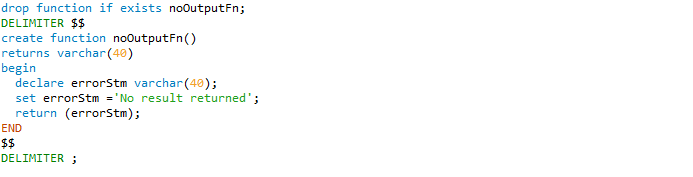 drop function if exists noOutputFn;
DELIMITER $$
create function noOutputFn()
returns varchar(40)
begin
  declare errorStm varchar(40);
  set errorStm ='No result returned';
  return (errorStm);
END
$$
DELIMITER ;